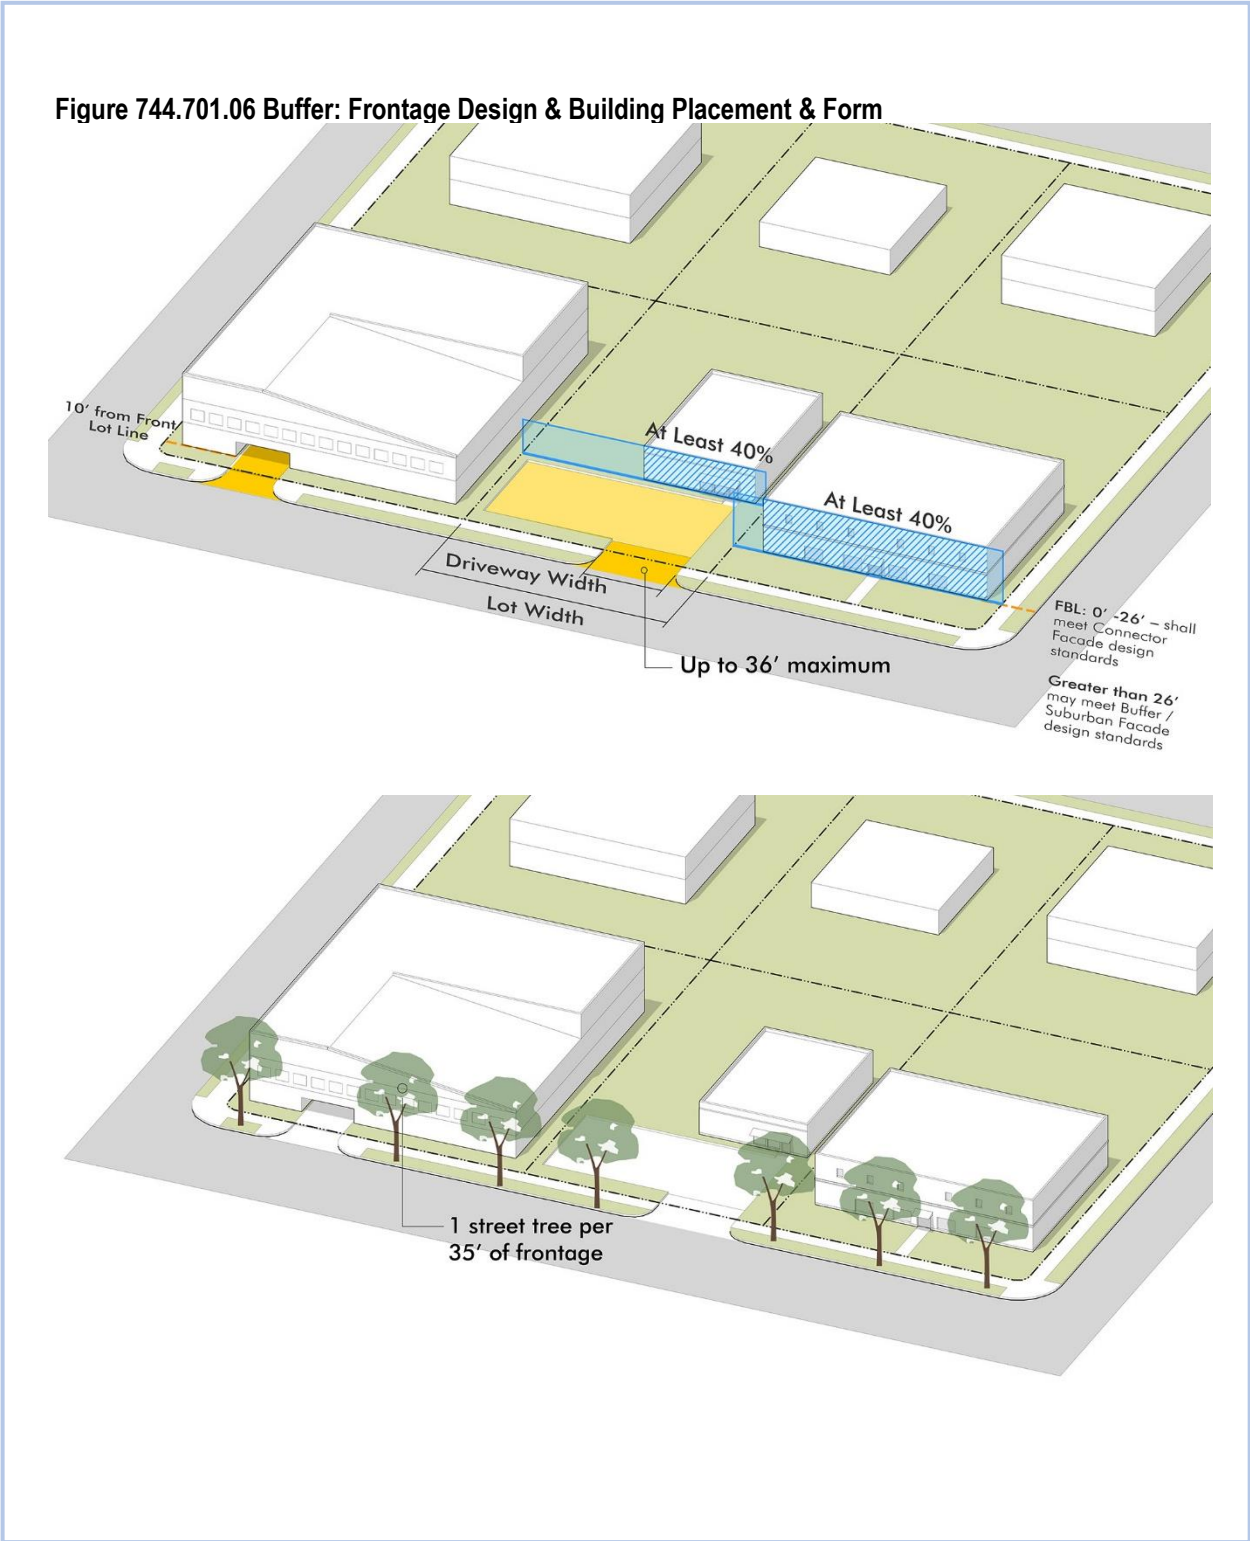 Figure 744.701.06 Buffer: Frontage Design & Building Placement & Form
10' from Front
Lot Line
At Least 40%
At Least 40%
Driveway Width
Lot Width
Up to 36' maximum
FBL: 0' -26' – shall
meet Connector
Facade design
standards
Greater than 26'
may meet Buffer /
Suburban Facade
design standards
1 street tree per
35' of frontage